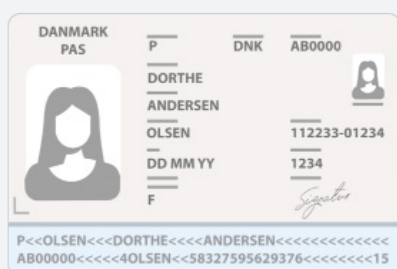 DANMARK
PAS
P DNK AB0000
DORTHE
ANDERSEN
OLSEN 112233-01234
DD MM YY 1234
F Signatur
P<<OLSEN<<<DORTHE<<<<ANDERSEN<<<<<<<<<<<<<<
AB00000<<<<<4OLSEN<<58327595629376<<<<<<<<<15